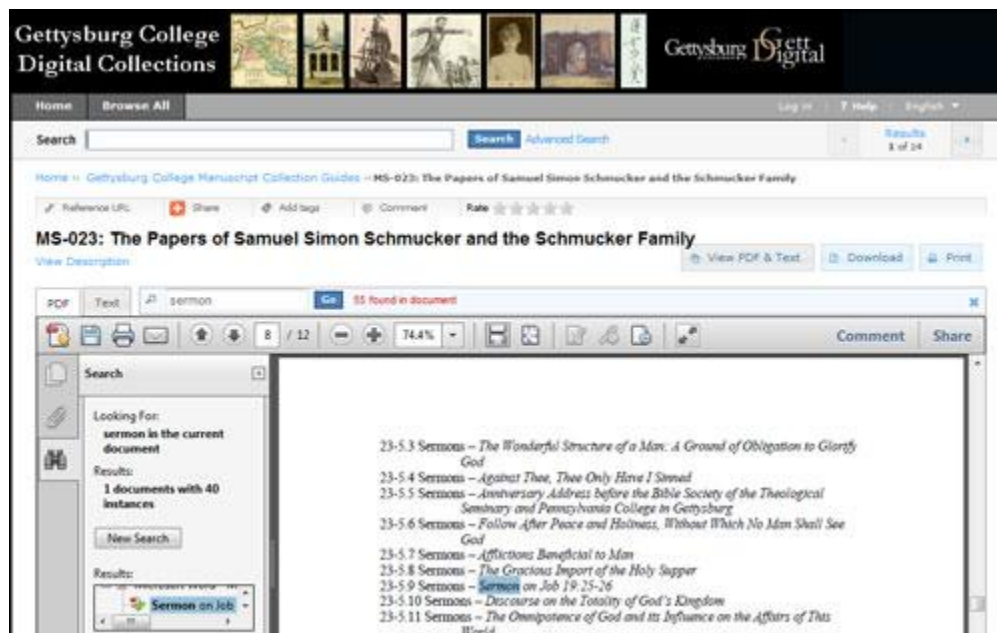 Gettysburg College
Digital Collections
Gettysburg Digital
Gett
Home Browse All Log in ? Help English
Search Search Advanced Search Results
1 of 14
Home » Gettysburg College Manuscript Collection Guides » MS-023: The Papers of Samuel Simon Schmucker and the Schmucker Family
Reference URL Share Add tags Comment Rate
MS-023: The Papers of Samuel Simon Schmucker and the Schmucker Family
View Description View PDF & Text Download Print
PDF Text sermon Go 55 found in document
8 / 12 74.4% Comment Share
Search
Looking For:
sermon in the current
document
Results:
1 documents with 40
instances
New Search
Results:
Sermon on Job
23-5.3 Sermons – The Wonderful Structure of a Man: A Ground of Obligation to Glorify
God
23-5.4 Sermons – Against Thee, Thee Only Have I Sinned
23-5.5 Sermons – Anniversary Address before the Bible Society of the Theological
Seminary and Pennsylvania College in Gettysburg
23-5.6 Sermons – Follow After Peace and Holiness, Without Which No Man Shall See
God
23-5.7 Sermons – Afflictions Beneficial to Man
23-5.8 Sermons – The Gracious Import of the Holy Supper
23-5.9 Sermons – Sermon on Job 19:25-26
23-5.10 Sermons – Discourse on the Totality of God's Kingdom
23-5.11 Sermons – The Omnipotence of God and its Influence on the Affairs of This
World